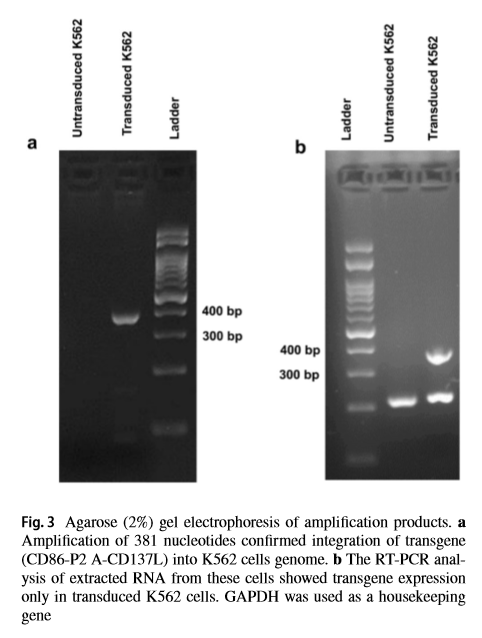 Untransduced K562
Transduced K562
Ladder
a
400 bp
300 bp
Ladder
Untransduced K562
Transduced K562
b
400 bp
300 bp
Fig. 3 Agarose (2%) gel electrophoresis of amplification products. a
Amplification of 381 nucleotides confirmed integration of transgene
(CD86-P2 A-CD137L) into K562 cells genome. b The RT-PCR anal-
ysis of extracted RNA from these cells showed transgene expression
only in transduced K562 cells. GAPDH was used as a housekeeping
gene